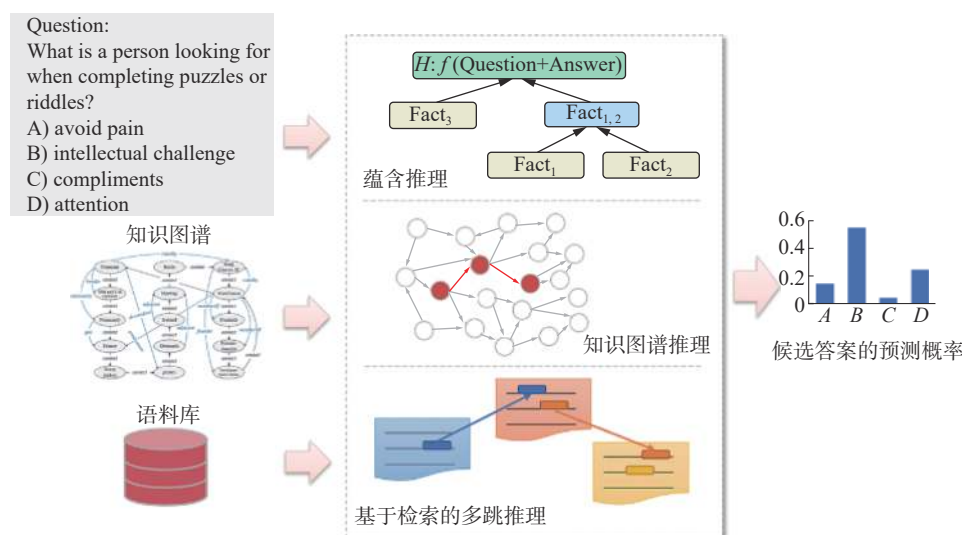 Question:
What is a person looking for
when completing puzzles or
riddles?
A) avoid pain
B) intellectual challenge
C) compliments
D) attention
知识图谱
语料库
H: f (Question+Answer)
Fact3
Fact1, 2
Fact1
Fact2
蕴含推理
知识图谱推理
基于检索的多跳推理
0.6
0.4
0.2
0
A B C D
候选答案的预测概率